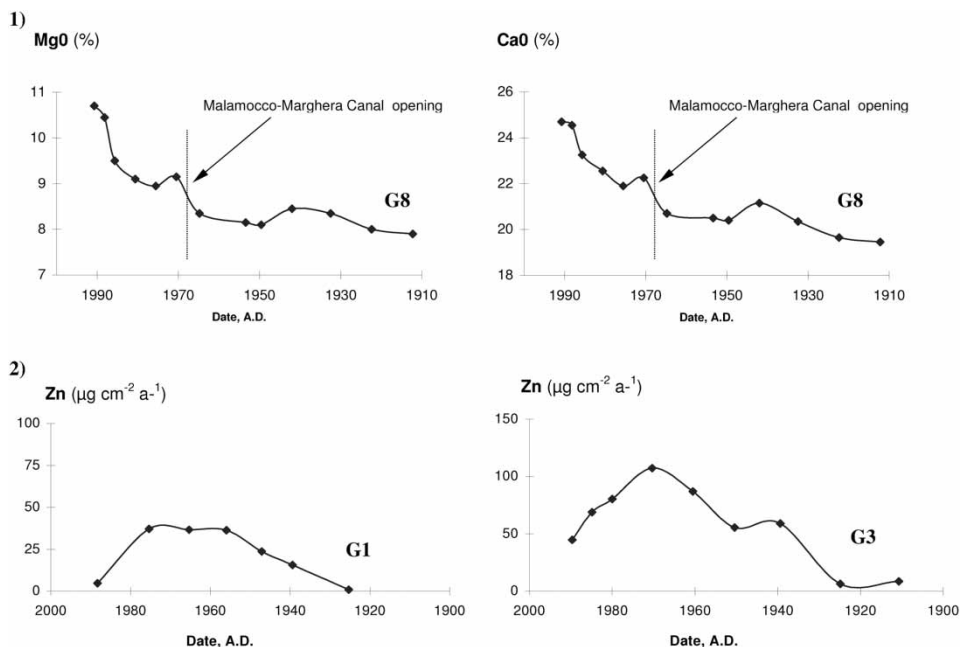 1)
Mg0 (%)
Ca0 (%)
11
10
9
8
7
Malamocco-Marghera Canal opening
G8
1990 1970 1950 1930 1910
Date, A.D.
26
24
22
20
18
Malamocco-Marghera Canal opening
G8
1990 1970 1950 1930 1910
Date, A.D.
2)
Zn (µg cm-2 a-1)
100
75
50
25
0
G1
2000 1980 1960 1940 1920 1900
Date, A.D.
Zn (µg cm-2 a-1)
150
100
50
0
G3
2000 1980 1960 1940 1920 1900
Date, A.D.